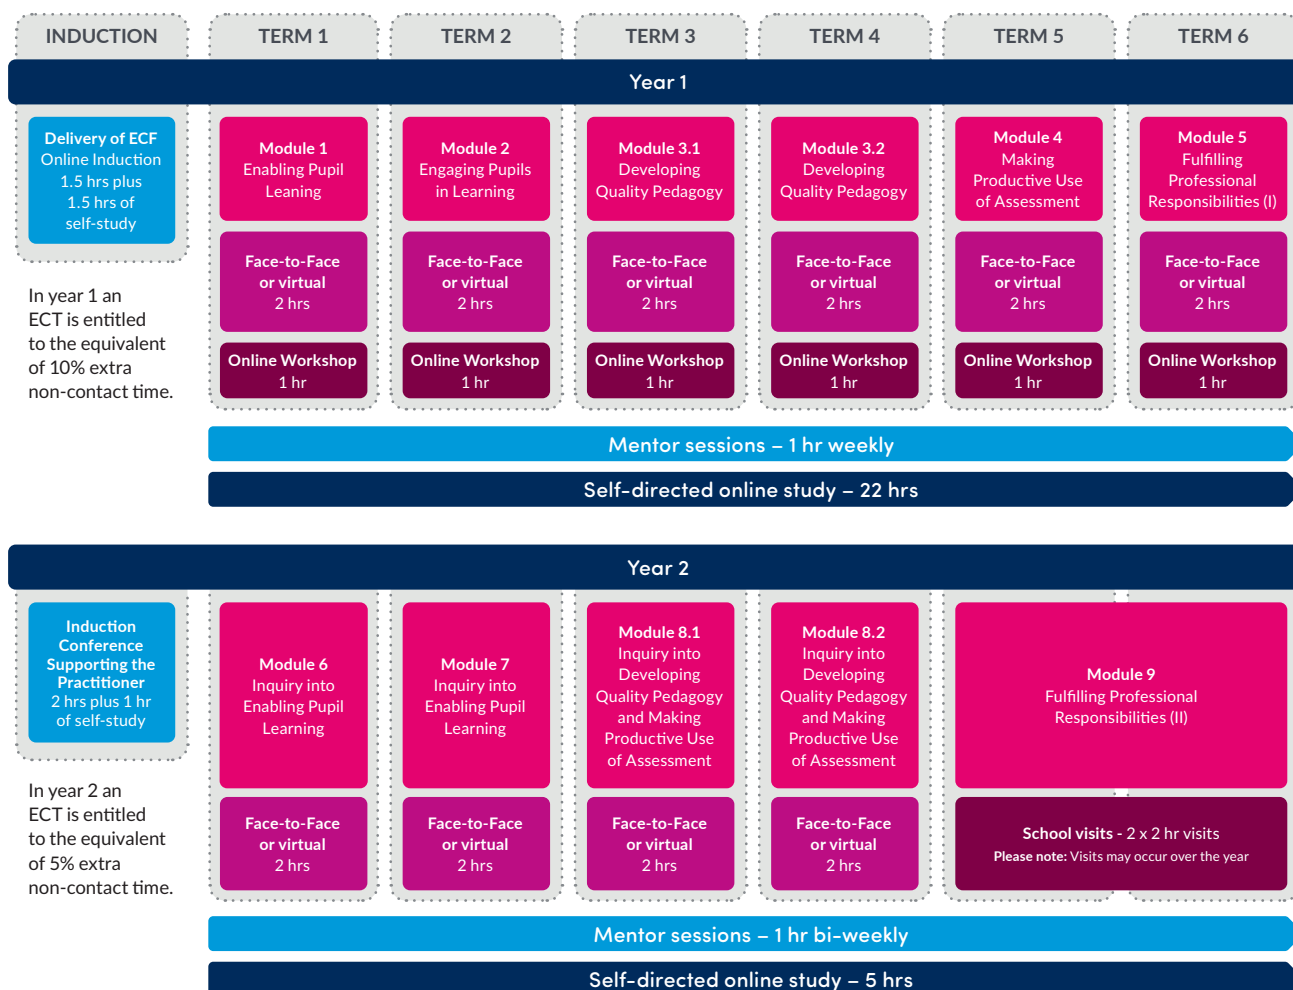 INDUCTION
TERM 1
TERM 2
TERM 3
TERM 4
TERM 5
TERM 6
Year 1
Delivery of ECF
Online Induction
1.5 hrs plus
1.5 hrs of
self-study
Module 1
Enabling Pupil
Leaning
Module 2
Engaging Pupils
in Learning
Module 3.1
Developing
Quality Pedagogy
Module 3.2
Developing
Quality Pedagogy
Module 4
Making
Productive Use
of Assessment
Module 5
Fulfilling
Professional
Responsibilities (I)
Face-to-Face
or virtual
2 hrs
Face-to-Face
or virtual
2 hrs
Face-to-Face
or virtual
2 hrs
Face-to-Face
or virtual
2 hrs
Face-to-Face
or virtual
2 hrs
Face-to-Face
or virtual
2 hrs
In year 1 an
ECT is entitled
to the equivalent
of 10% extra
non-contact time.
Online Workshop
1 hr
Online Workshop
1 hr
Online Workshop
1 hr
Online Workshop
1 hr
Online Workshop
1 hr
Online Workshop
1 hr
Mentor sessions – 1 hr weekly
Self-directed online study – 22 hrs
Year 2
Induction
Conference
Supporting the
Practitioner
2 hrs plus 1 hr
of self-study
Module 6
Inquiry into
Enabling Pupil
Learning
Module 7
Inquiry into
Enabling Pupil
Learning
Module 8.1
Inquiry into
Developing
Quality Pedagogy
and Making
Productive Use
of Assessment
Module 8.2
Inquiry into
Developing
Quality Pedagogy
and Making
Productive Use
of Assessment
Module 9
Fulfilling Professional
Responsibilities (II)
In year 2 an
ECT is entitled
to the equivalent
of 5% extra
non-contact time.
Face-to-Face
or virtual
2 hrs
Face-to-Face
or virtual
2 hrs
Face-to-Face
or virtual
2 hrs
Face-to-Face
or virtual
2 hrs
School visits - 2 x 2 hr visits
Please note: Visits may occur over the year
Mentor sessions – 1 hr bi-weekly
Self-directed online study – 5 hrs